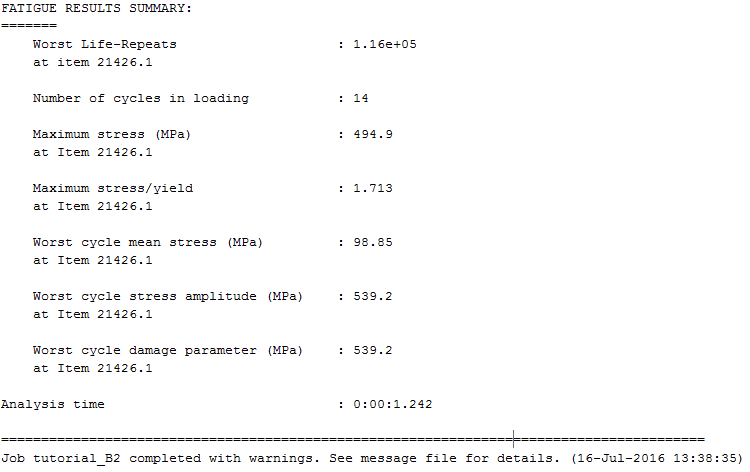 FATIGUE RESULTS SUMMARY:
=======
Worst Life-Repeats : 1.16e+05
at item 21426.1
Number of cycles in loading : 14
Maximum stress (MPa) : 494.9
at Item 21426.1
Maximum stress/yield : 1.713
at Item 21426.1
Worst cycle mean stress (MPa) : 98.85
at Item 21426.1
Worst cycle stress amplitude (MPa) : 539.2
at Item 21426.1
Worst cycle damage parameter (MPa) : 539.2
at Item 21426.1
Analysis time : 0:00:1.242
========================================================================================
Job tutorial_B2 completed with warnings. See message file for details. (16-Jul-2016 13:38:35)